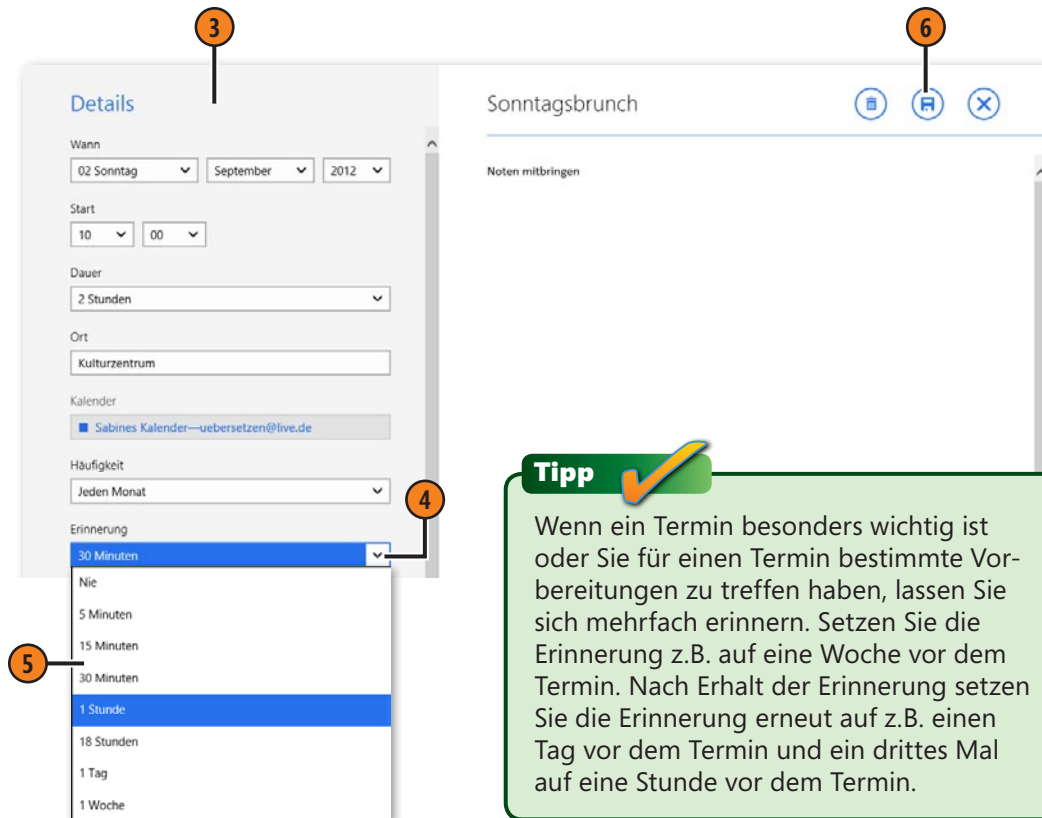 3
6
Details
Wann
02 Sonntag September 2012
Start
10 00
Dauer
2 Stunden
Ort
Kulturzentrum
Kalender
Sabines Kalender—uebersetzen@live.de
Häufigkeit
Jeden Monat
4
Erinnerung
30 Minuten
Nie
5 Minuten
15 Minuten
5
30 Minuten
1 Stunde
18 Stunden
1 Tag
1 Woche
Sonntagsbrunch
Noten mitbringen
Tipp
Wenn ein Termin besonders wichtig ist
oder Sie für einen Termin bestimmte Vor-
bereitungen zu treffen haben, lassen Sie
sich mehrfach erinnern. Setzen Sie die
Erinnerung z.B. auf eine Woche vor dem
Termin. Nach Erhalt der Erinnerung setzen
Sie die Erinnerung erneut auf z.B. einen
Tag vor dem Termin und ein drittes Mal
auf eine Stunde vor dem Termin.